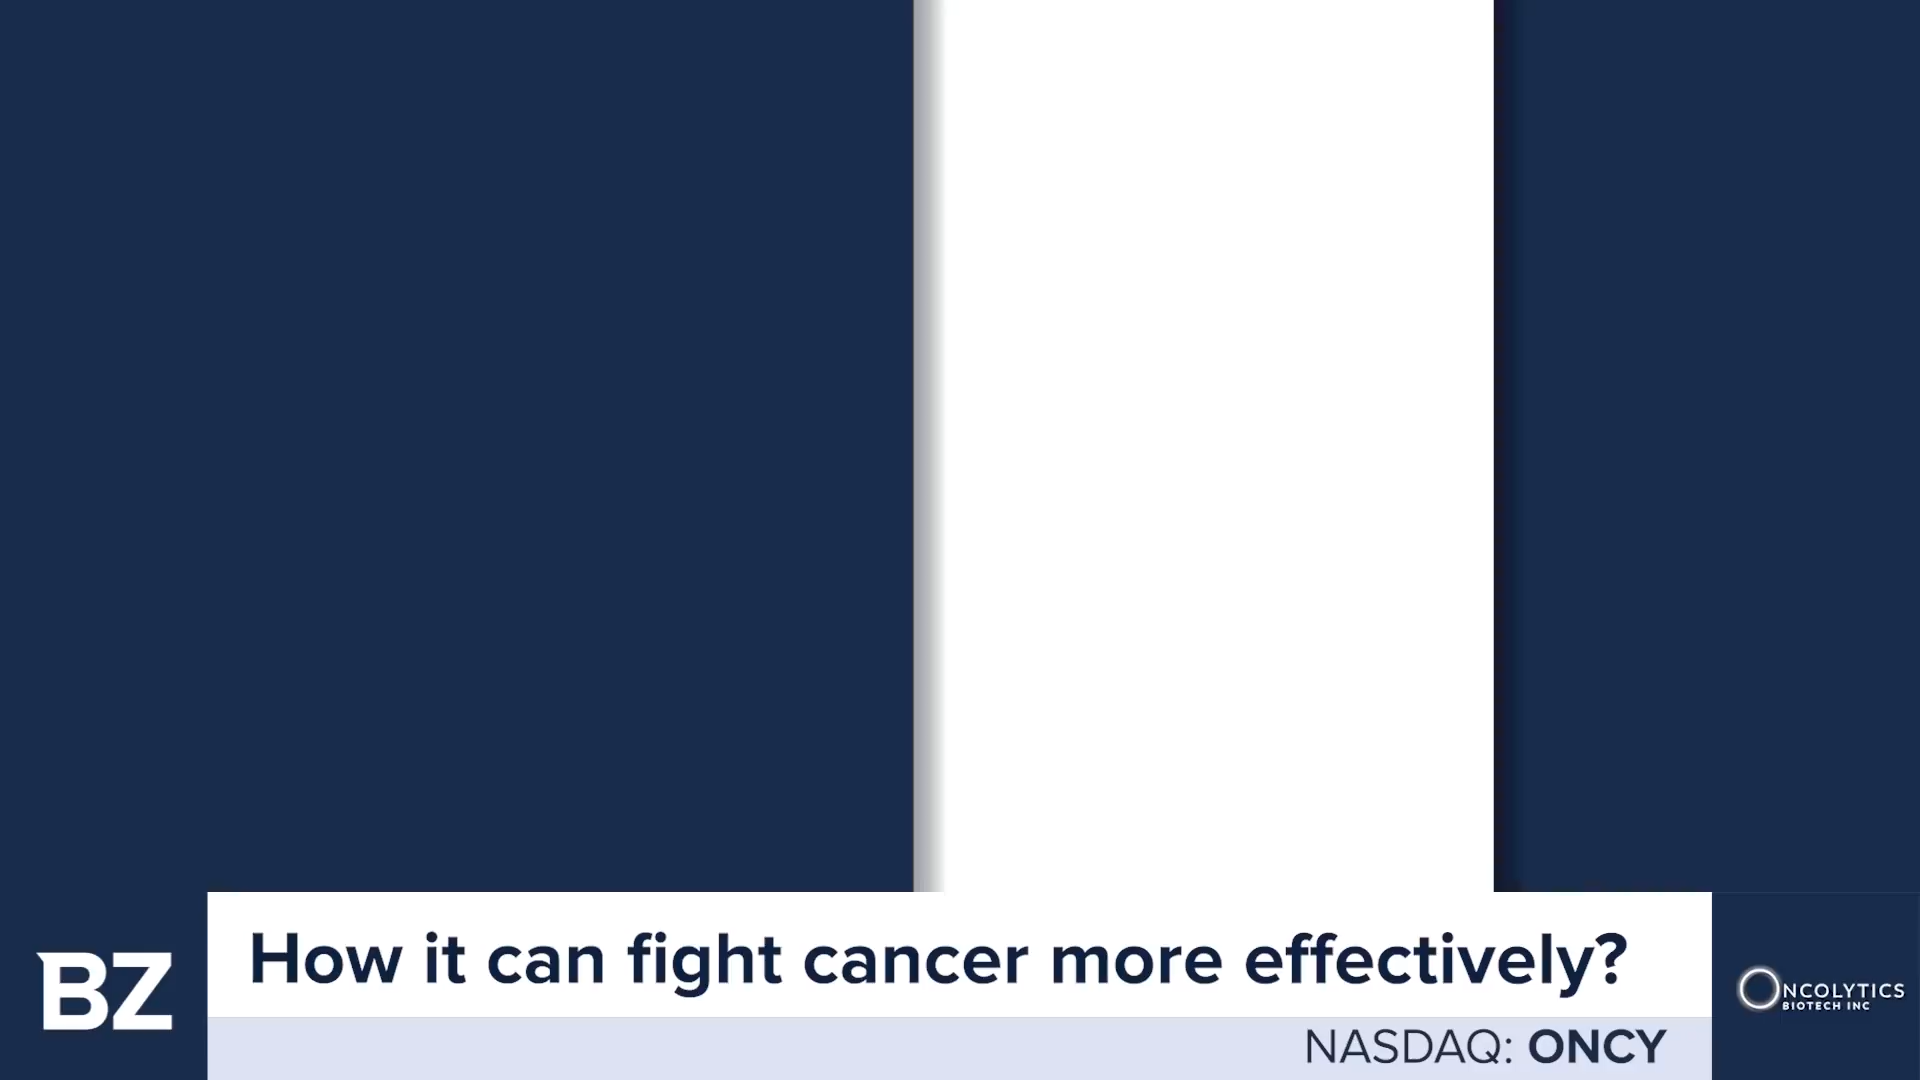 BZ
How it can fight cancer more effectively?
NASDAQ: ONCY
ONCOLYTICS
BIOTECH INC